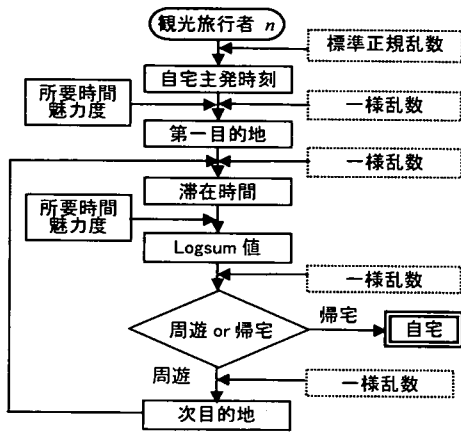 観光旅行者 n
標準正規乱数
自宅主発時刻
所要時間
魅力度
一様乱数
第一目的地
一様乱数
滞在時間
所要時間
魅力度
Logsum 値
一様乱数
周遊 or 帰宅
帰宅
自宅
周遊
一様乱数
次目的地